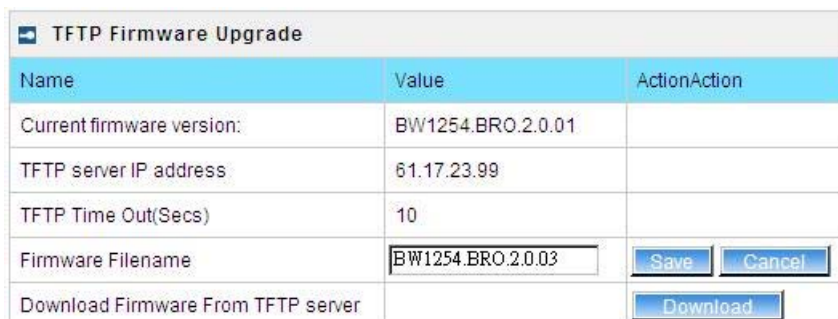 TFTP Firmware Upgrade
Name Value ActionAction
Current firmware version: BW1254.BRO.2.0.01
TFTP server IP address 61.17.23.99
TFTP Time Out(Secs) 10
Firmware Filename BW1254.BRO.2.0.03 Save Cancel
Download Firmware From TFTP server Download